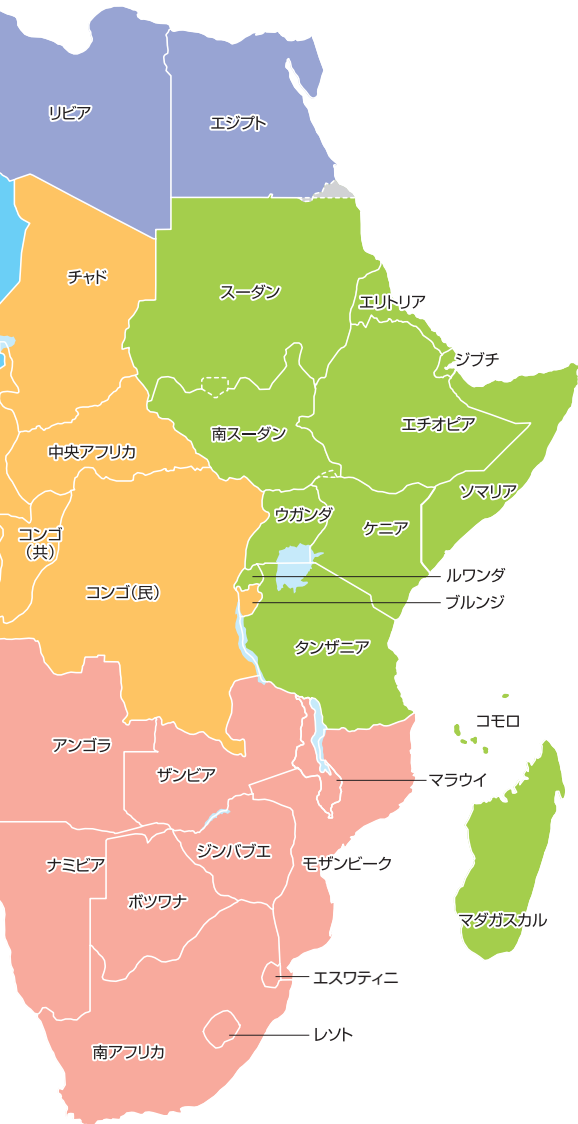 リビア
エジプト
チャド
スーダン
エリトリア
ジブチ
南スーダン
エチオピア
中央アフリカ
ソマリア
ウガンダ
ケニア
コンゴ
（共）
コンゴ（民）
ルワンダ
ブルンジ
タンザニア
コモロ
アンゴラ
ザンビア
マラウイ
ジンバブエ
モザンビーク
ナミビア
ボツワナ
マダガスカル
エスワティニ
レソト
南アフリカ